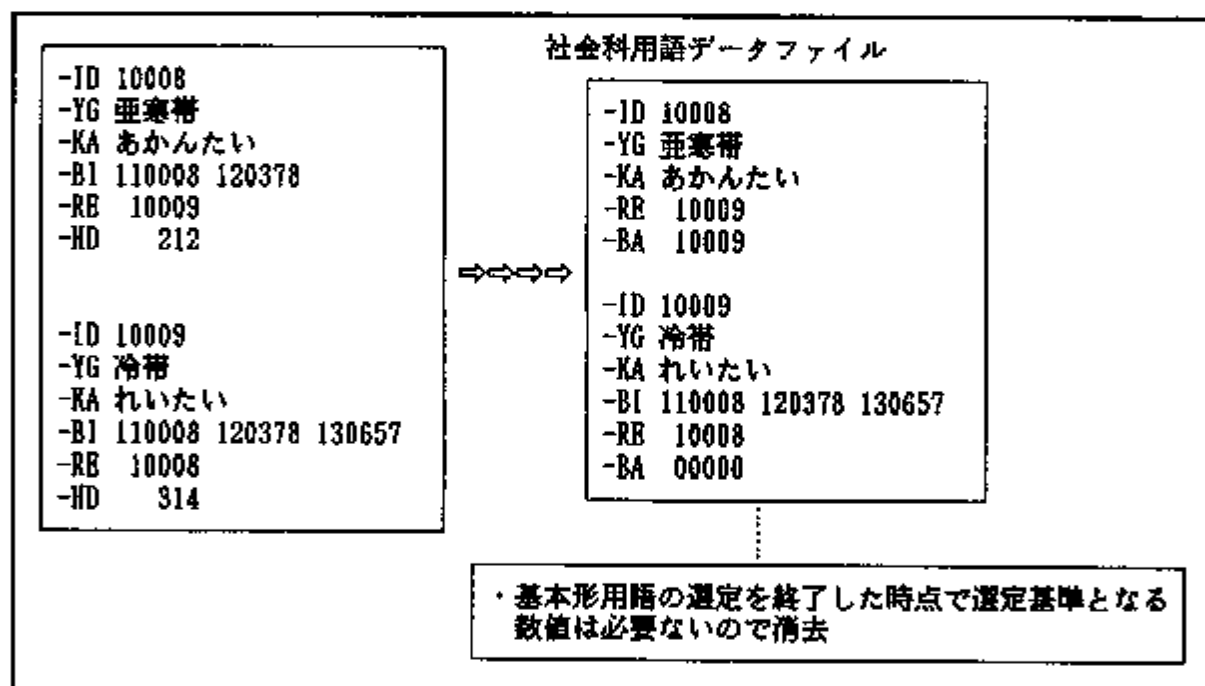 社会科用語データファイル
-ID 10008
-YG 亜寒帯
-KA あかんたい
-BI 110008 120378
-RE 10009
-HD 212
-ID 10009
-YG 冷帯
-KA れいたい
-BI 110008 120378 130657
-RE 10008
-HD 314
⇨⇨⇨⇨
-ID 10008
-YG 亜寒帯
-KA あかんたい
-RE 10009
-BA 10009
-ID 10009
-YG 冷帯
-KA れいたい
-BI 110008 120378 130657
-RE 10008
-BA 00000
・基本形用語の選定を終了した時点で選定基準となる
数値は必要ないので消去